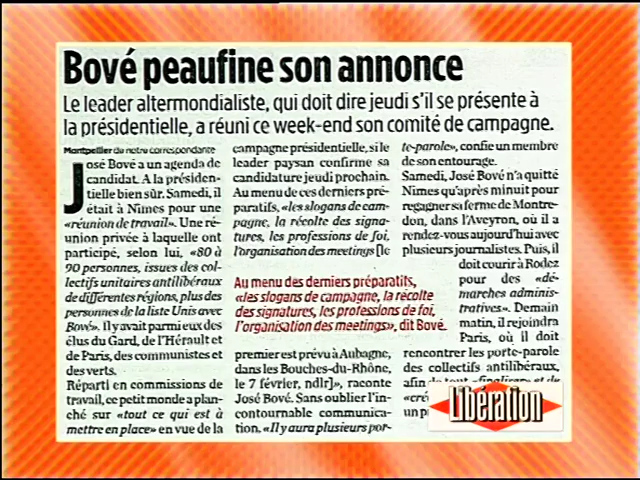 Bové peaufine son annonce
Le leader altermondialiste, qui doit dire jeudi s'il se présente à
la présidentielle, a réuni ce week-end son comité de campagne.
Montpellier de notre correspondante
José Bové a un agenda de
candidat. A la présiden-
tielle bien sûr. Samedi, il
était à Nîmes pour une
«réunion de travail». Une ré-
union privée à laquelle ont
participé, selon lui, «80 à
90 personnes, issues des col-
lectifs unitaires antilibéraux
de différentes régions, plus des
personnes de la liste Unis avec
Bové». Il y avait parmi eux des
élus du Gard, de l'Hérault et
de Paris, des communistes et
des verts.
Réparti en commissions de
travail, ce petit monde a plan-
ché sur «tout ce qui est à
mettre en place» en vue de la
campagne présidentielle, si le
leader paysan confirme sa
candidature jeudi prochain.
Au menu de ces derniers pré-
paratifs, «les slogans de cam-
pagne, la récolte des signa-
tures, les professions de foi,
l'organisation des meetings [le
Au menu des derniers préparatifs,
«les slogans de campagne, la récolte
des signatures, les professions de foi,
l'organisation des meetings», dit Bové.
premier est prévu à Aubagne,
dans les Bouches-du-Rhône,
le 7 février, ndlr]», raconte
José Bové. Sans oublier l'in-
contournable communica-
tion. «Il y aura plusieurs por-
te-parole», confie un membre
de son entourage.
Samedi, José Bové n'a quitté
Nîmes qu'après minuit pour
regagner sa ferme de Montre-
don, dans l'Aveyron, où il a
rendez-vous aujourd'hui avec
plusieurs journalistes. Puis, il
doit courir à Rodez
pour des «dé-
marches adminis-
tratives». Demain
matin, il rejoindra
Paris, où il doit
rencontrer les porte-parole
des collectifs antilibéraux,
afin de tout «finaliser» et de
«cré
un p
Libération